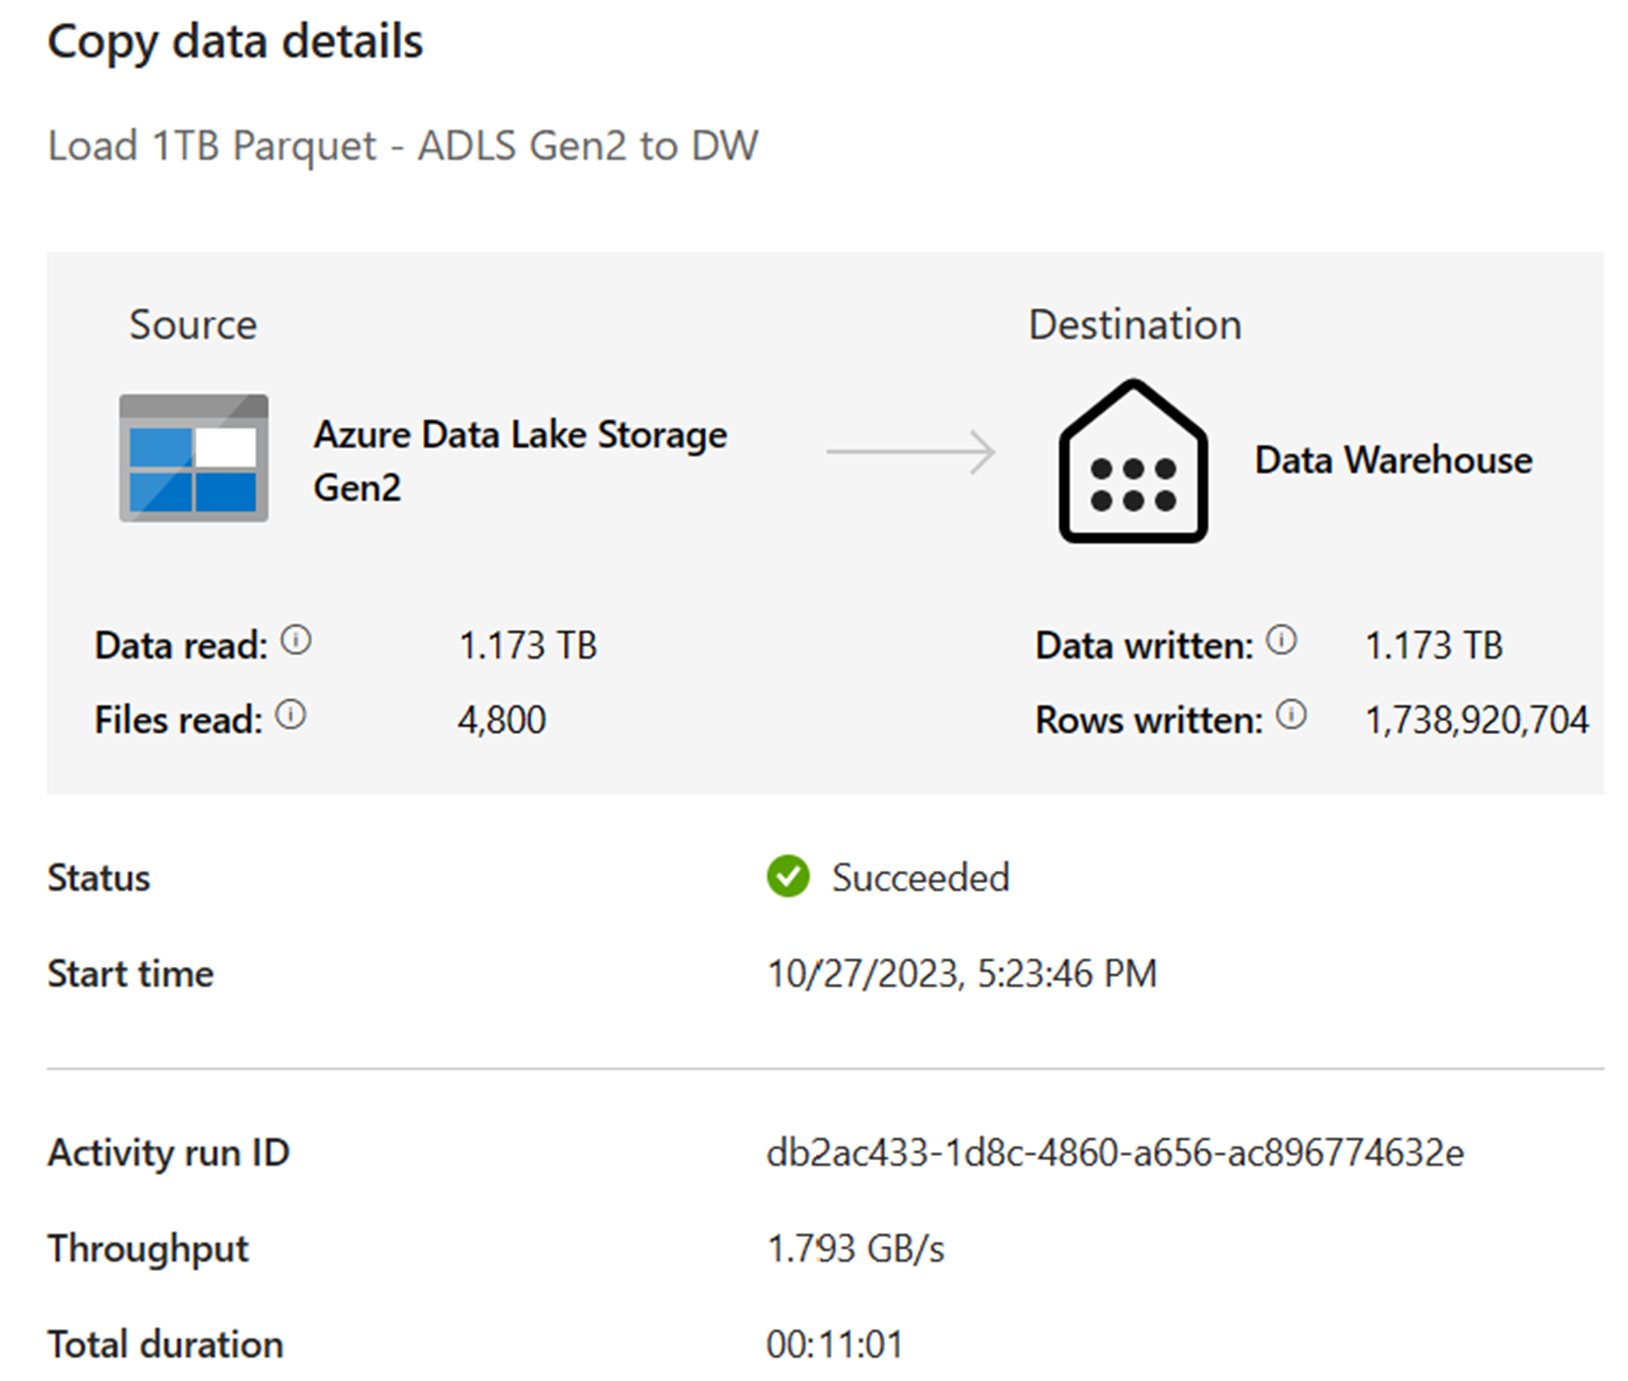 Copy data details
Load 1TB Parquet - ADLS Gen2 to DW
Source
Destination
Azure Data Lake Storage
Gen2
Data Warehouse
Data read: 1.173 TB
Data written: 1.173 TB
Files read: 4,800
Rows written: 1,738,920,704
Status Succeeded
Start time 10/27/2023, 5:23:46 PM
Activity run ID db2ac433-1d8c-4860-a656-ac896774632e
Throughput 1.793 GB/s
Total duration 00:11:01